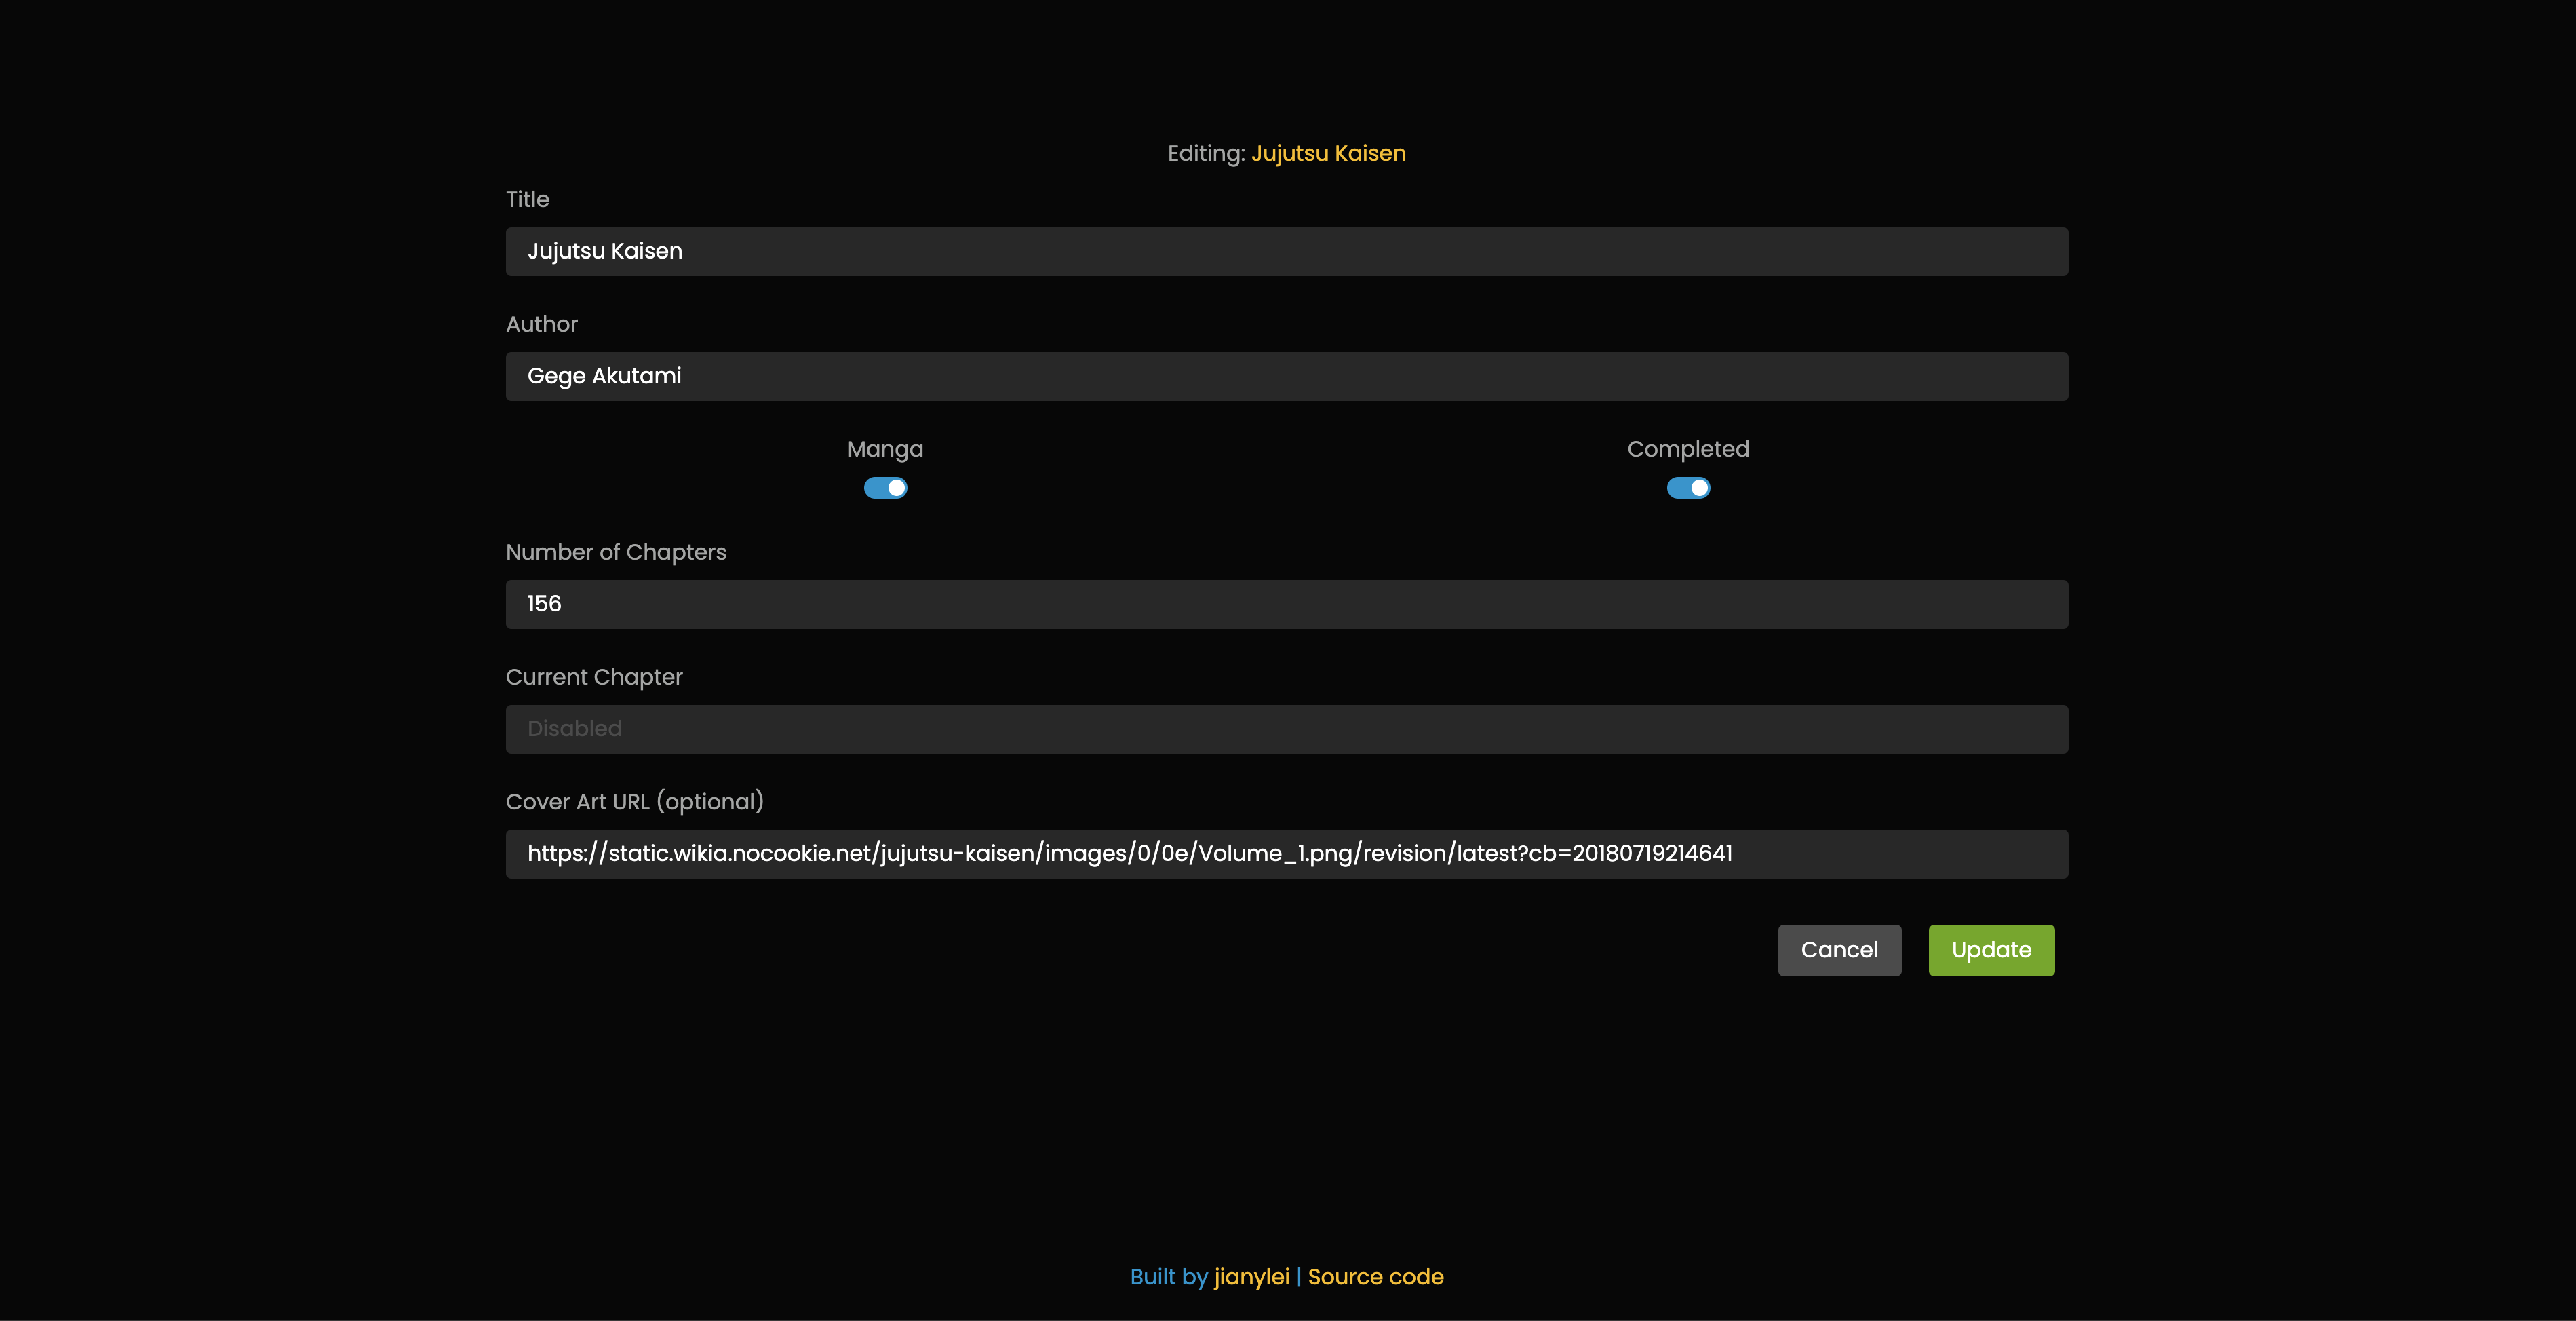 Editing: Jujutsu Kaisen
Title
Jujutsu Kaisen
Author
Gege Akutami
Manga
Completed
Number of Chapters
156
Current Chapter
Disabled
Cover Art URL (optional)
https://static.wikia.nocookie.net/jujutsu-kaisen/images/0/0e/Volume_1.png/revision/latest?cb=20180719214641
Cancel
Update
Built by jianylei | Source code